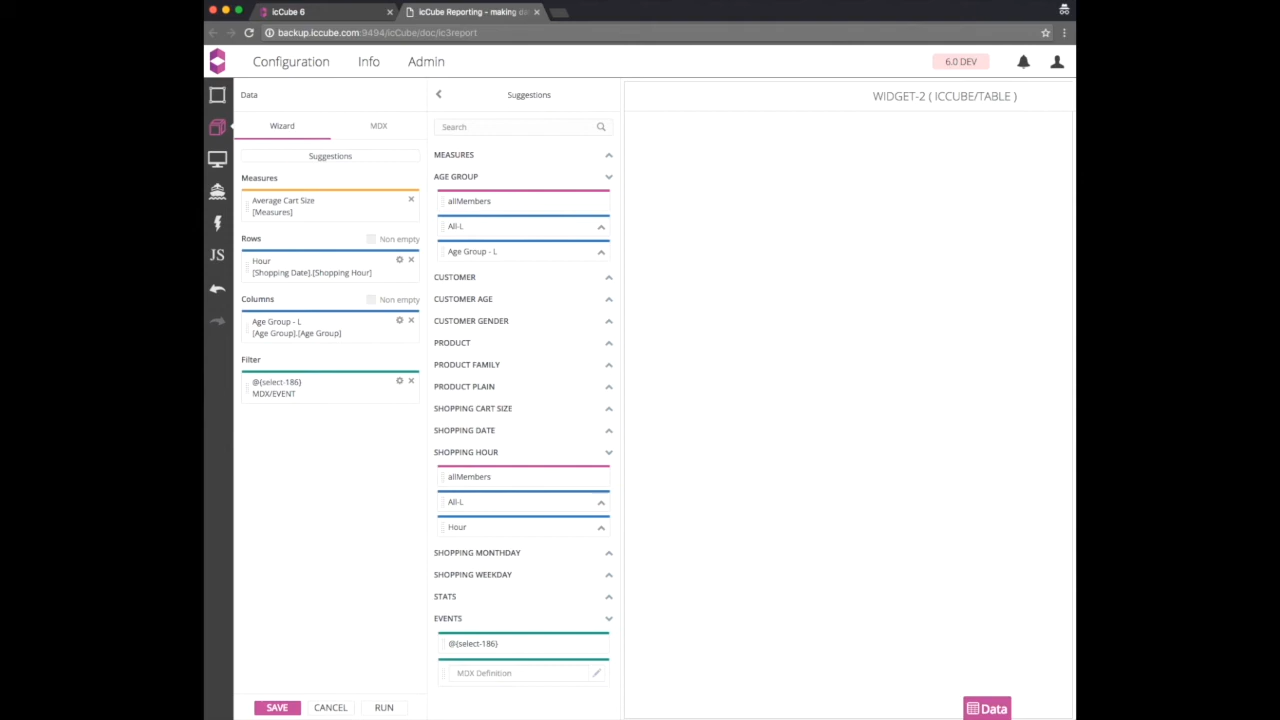 icCube 6
icCube Reporting - making da
backup.iccube.com:9494/icCube/doc/ic3report
Configuration
Info
Admin
6.0 DEV
Data
Suggestions
WIDGET-2 ( ICCUBE/TABLE )
Wizard
MDX
Search
Suggestions
Measures
Average Cart Size
[Measures]
Rows
Non empty
Hour
[Shopping Date].[Shopping Hour]
Columns
Non empty
Age Group - L
[Age Group].[Age Group]
Filter
@{select-186}
MDX/EVENT
JS
MEASURES
AGE GROUP
allMembers
All-L
Age Group - L
CUSTOMER
CUSTOMER AGE
CUSTOMER GENDER
PRODUCT
PRODUCT FAMILY
PRODUCT PLAIN
SHOPPING CART SIZE
SHOPPING DATE
SHOPPING HOUR
allMembers
All-L
Hour
SHOPPING MONTHDAY
SHOPPING WEEKDAY
STATS
EVENTS
@{select-186}
MDX Definition
SAVE
CANCEL
RUN
Data